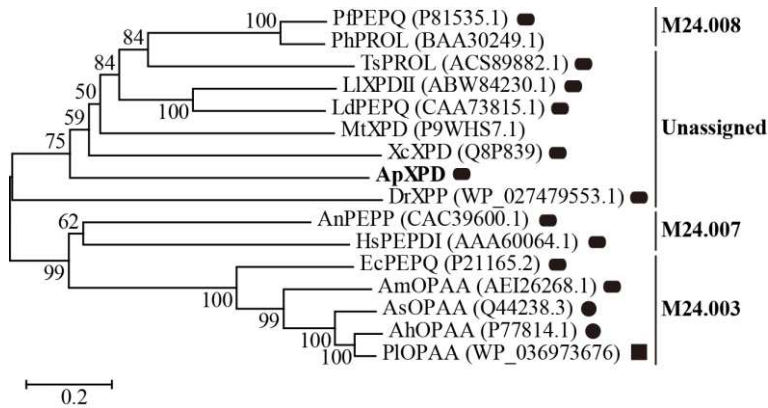 PfPEPQ (P81535.1)
PhPROL (BAA30249.1)
TsPROL (ACS89882.1)
LlXPDII (ABW84230.1)
LdPEPQ (CAA73815.1)
MtXPD (P9WHS7.1)
XcXPD (Q8P839)
ApXPD
DrXPP (WP_027479553.1)
AnPEPP (CAC39600.1)
HsPEPDI (AAA60064.1)
EcPEPQ (P21165.2)
AmOPAA (AEI26268.1)
AsOPAA (Q44238.3)
AhOPAA (P77814.1)
PlOPAA (WP_036973676)
M24.008
Unassigned
M24.007
M24.003
100
84
84
50
100
59
75
62
99
100
99
100
100
0.2